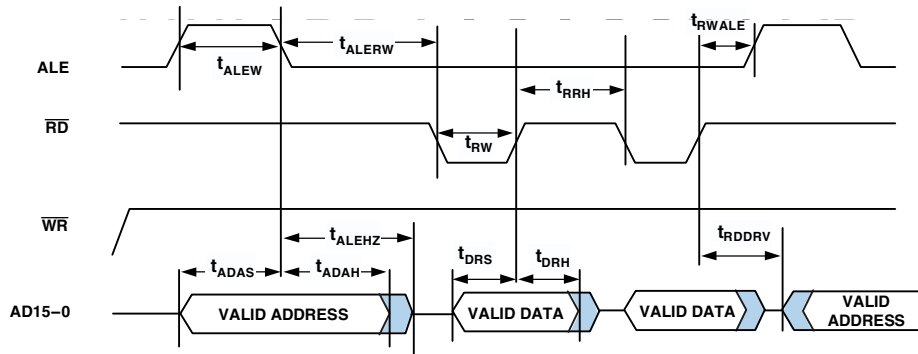 tRWALE
tALERW
tALEW
ALE
tRRH
RD
tRW
WR
tALEHZ
tRDDRV
tDRS
tDRH
tADAS
tADAH
AD15–0
VALID ADDRESS
VALID DATA
VALID DATA
VALID
ADDRESS